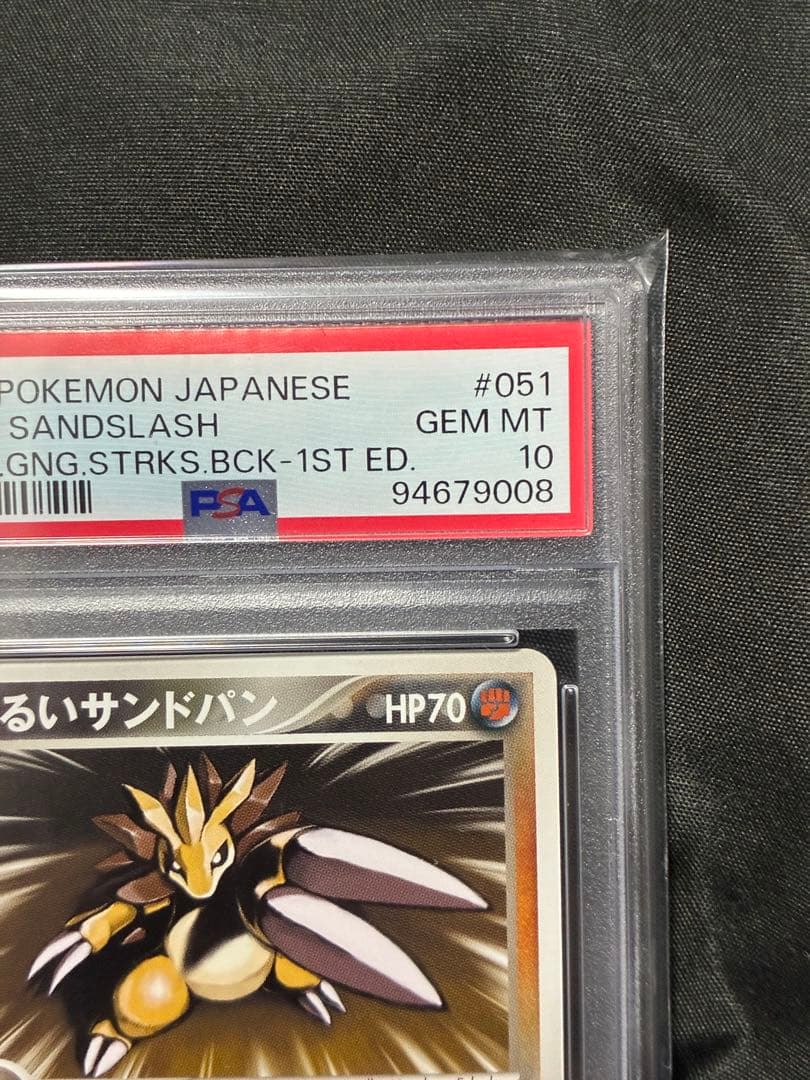 POKEMON JAPANESE #051
SANDSLASH GEM MT
.GNG.STRKS.BCK-1ST ED. 10
PSA 94679008
るいサンドパン HP70